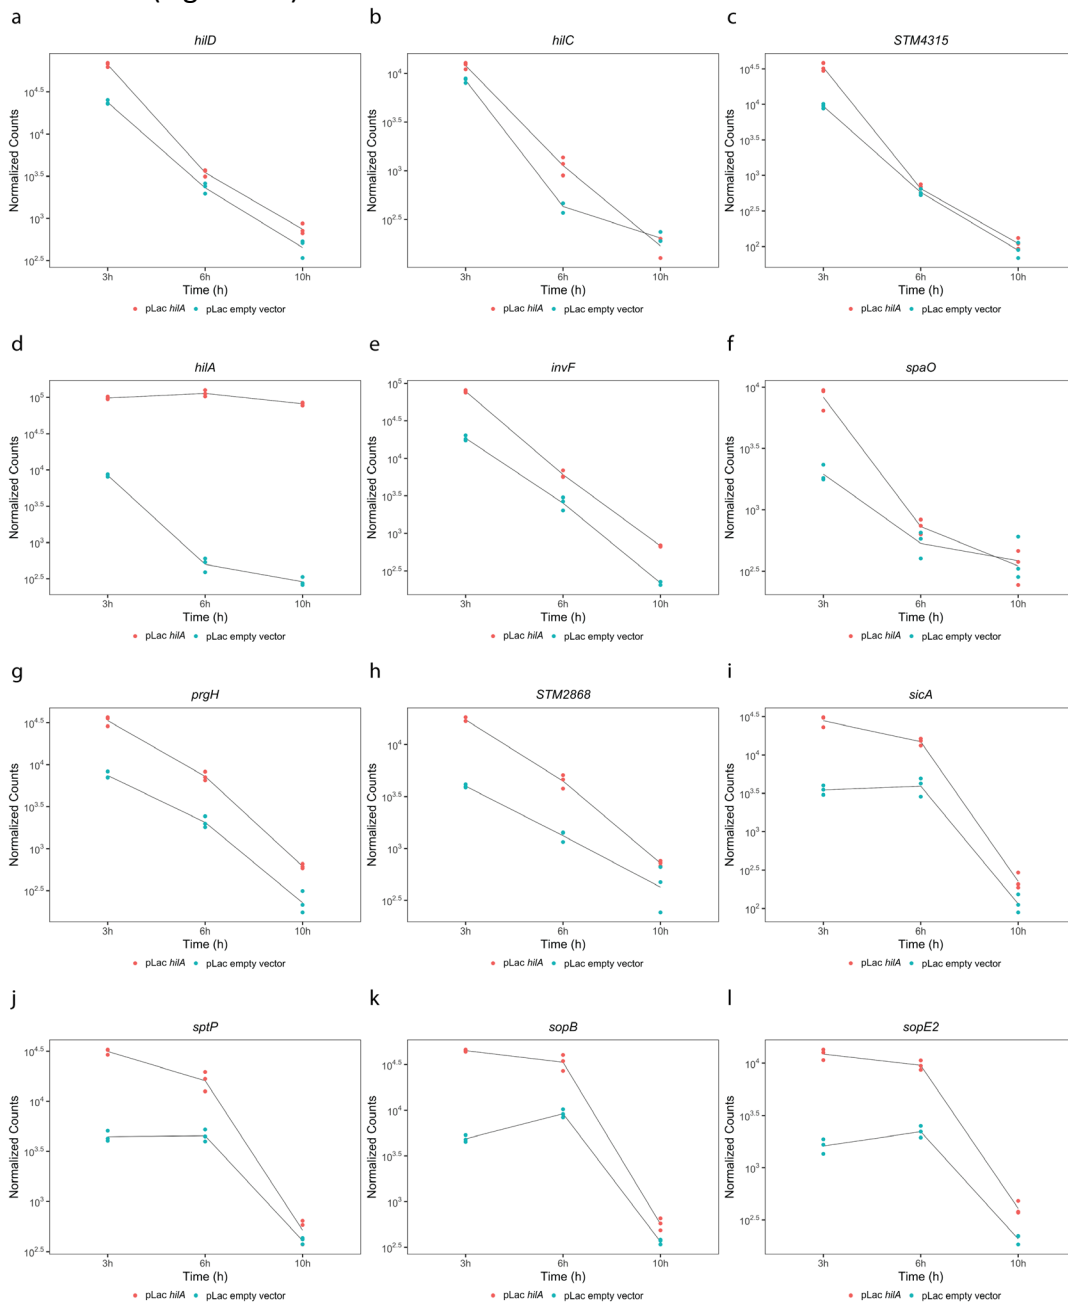 a
hilD
Normalized Counts
10^4.5
10^4
10^3.5
10^3
10^2.5
3h 6h 10h
Time (h)
pLac hilA pLac empty vector
b
hilC
Normalized Counts
10^4
10^3.5
10^3
10^2.5
3h 6h 10h
Time (h)
pLac hilA pLac empty vector
c
STM4315
Normalized Counts
10^4.5
10^4
10^3.5
10^3
10^2.5
10^2
3h 6h 10h
Time (h)
pLac hilA pLac empty vector
d
hilA
Normalized Counts
10^5
10^4.5
10^4
10^3.5
10^3
10^2.5
3h 6h 10h
Time (h)
pLac hilA pLac empty vector
e
invF
Normalized Counts
10^5
10^4.5
10^4
10^3.5
10^3
10^2.5
3h 6h 10h
Time (h)
pLac hilA pLac empty vector
f
spaO
Normalized Counts
10^4
10^3.5
10^3
10^2.5
3h 6h 10h
Time (h)
pLac hilA pLac empty vector
g
prgH
Normalized Counts
10^4.5
10^4
10^3.5
10^3
10^2.5
3h 6h 10h
Time (h)
pLac hilA pLac empty vector
h
STM2868
Normalized Counts
10^4
10^3.5
10^3
10^2.5
3h 6h 10h
Time (h)
pLac hilA pLac empty vector
i
sicA
Normalized Counts
10^4.5
10^4
10^3.5
10^3
10^2.5
10^2
3h 6h 10h
Time (h)
pLac hilA pLac empty vector
j
sptP
Normalized Counts
10^4.5
10^4
10^3.5
10^3
10^2.5
3h 6h 10h
Time (h)
pLac hilA pLac empty vector
k
sopB
Normalized Counts
10^4.5
10^4
10^3.5
10^3
10^2.5
3h 6h 10h
Time (h)
pLac hilA pLac empty vector
l
sopE2
Normalized Counts
10^4
10^3.5
10^3
10^2.5
3h 6h 10h
Time (h)
pLac hilA pLac empty vector